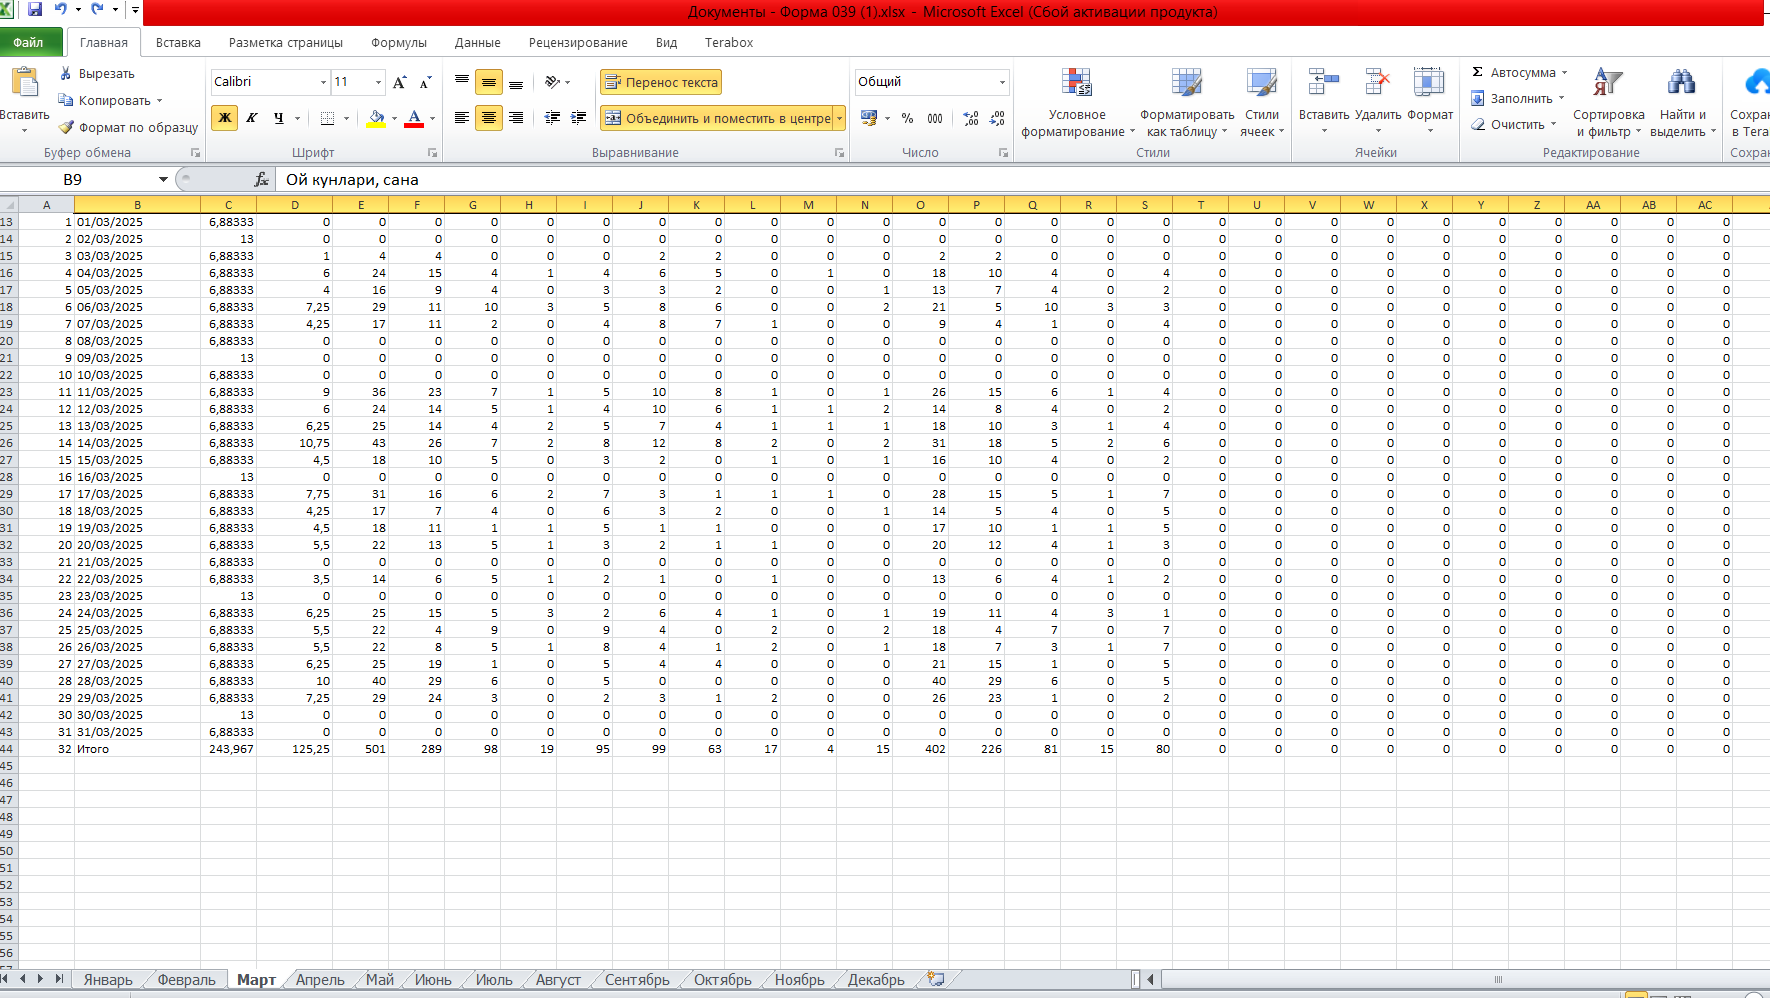 Документы - Форма 039 (1).xlsx - Microsoft Excel (Сбой активации продукта)
Файл Главная Вставка Разметка страницы Формулы Данные Рецензирование Вид Terabox
Вставить
Вырезать
Копировать
Формат по образцу
Буфер обмена
Calibri 11
Ж К Ч А
Шрифт
Перенос текста
Объединить и поместить в центре
Выравнивание
Общий
% 000
Число
Условное форматирование
Форматировать как таблицу
Стили ячеек
Стили
Вставить Удалить Формат
Ячейки
Σ Автосумма
Заполнить
Очистить
Сортировка и фильтр
Найти и выделить
Редактирование
B9 fx Ой кунлари, сана
A B C D E F G H I J K L M N O P Q R S T U V W X Y Z AA AB AC
13 1 01/03/2025 6,88333 0 0 0 0 0 0 0 0 0 0 0 0 0 0 0 0 0 0 0 0 0 0 0 0 0 0
14 2 02/03/2025 13 0 0 0 0 0 0 0 0 0 0 0 0 0 0 0 0 0 0 0 0 0 0 0 0 0 0
15 3 03/03/2025 6,88333 1 4 4 0 0 0 2 2 0 0 0 2 2 0 0 0 0 0 0 0 0 0 0 0 0 0
16 4 04/03/2025 6,88333 6 24 15 4 1 4 6 5 0 1 0 18 10 4 0 4 0 0 0 0 0 0 0 0 0 0
17 5 05/03/2025 6,88333 4 16 9 4 0 3 3 2 0 0 1 13 7 4 0 2 0 0 0 0 0 0 0 0 0 0
18 6 06/03/2025 6,88333 7,25 29 11 10 3 5 8 6 0 0 2 21 5 10 3 3 0 0 0 0 0 0 0 0 0 0
19 7 07/03/2025 6,88333 4,25 17 11 2 0 4 8 7 1 0 0 9 4 1 0 4 0 0 0 0 0 0 0 0 0 0
20 8 08/03/2025 6,88333 0 0 0 0 0 0 0 0 0 0 0 0 0 0 0 0 0 0 0 0 0 0 0 0 0 0
21 9 09/03/2025 13 0 0 0 0 0 0 0 0 0 0 0 0 0 0 0 0 0 0 0 0 0 0 0 0 0 0
22 10 10/03/2025 6,88333 0 0 0 0 0 0 0 0 0 0 0 0 0 0 0 0 0 0 0 0 0 0 0 0 0 0
23 11 11/03/2025 6,88333 9 36 23 7 1 5 10 8 1 0 1 26 15 6 1 4 0 0 0 0 0 0 0 0 0 0
24 12 12/03/2025 6,88333 6 24 14 5 1 4 10 6 1 1 2 14 8 4 0 2 0 0 0 0 0 0 0 0 0 0
25 13 13/03/2025 6,88333 6,25 25 14 4 2 5 7 4 1 1 1 18 10 3 1 4 0 0 0 0 0 0 0 0 0 0
26 14 14/03/2025 6,88333 10,75 43 26 7 2 8 12 8 2 0 2 31 18 5 2 6 0 0 0 0 0 0 0 0 0 0
27 15 15/03/2025 6,88333 4,5 18 10 5 0 3 2 0 1 0 1 16 10 4 0 2 0 0 0 0 0 0 0 0 0 0
28 16 16/03/2025 13 0 0 0 0 0 0 0 0 0 0 0 0 0 0 0 0 0 0 0 0 0 0 0 0 0 0
29 17 17/03/2025 6,88333 7,75 31 16 6 2 7 3 1 1 1 0 28 15 5 1 7 0 0 0 0 0 0 0 0 0 0
30 18 18/03/2025 6,88333 4,25 17 7 4 0 6 3 2 0 0 1 14 5 4 0 5 0 0 0 0 0 0 0 0 0 0
31 19 19/03/2025 6,88333 4,5 18 11 1 1 5 1 1 0 0 0 17 10 1 1 5 0 0 0 0 0 0 0 0 0 0
32 20 20/03/2025 6,88333 5,5 22 13 5 1 3 2 1 1 0 0 20 12 4 1 3 0 0 0 0 0 0 0 0 0 0
33 21 21/03/2025 6,88333 0 0 0 0 0 0 0 0 0 0 0 0 0 0 0 0 0 0 0 0 0 0 0 0 0 0
34 22 22/03/2025 6,88333 3,5 14 6 5 1 2 1 0 1 0 0 13 6 4 1 2 0 0 0 0 0 0 0 0 0 0
35 23 23/03/2025 13 0 0 0 0 0 0 0 0 0 0 0 0 0 0 0 0 0 0 0 0 0 0 0 0 0 0
36 24 24/03/2025 6,88333 6,25 25 15 5 3 2 6 4 1 0 1 19 11 4 3 1 0 0 0 0 0 0 0 0 0 0
37 25 25/03/2025 6,88333 5,5 22 4 9 0 9 4 0 2 0 2 18 4 7 0 7 0 0 0 0 0 0 0 0 0 0
38 26 26/03/2025 6,88333 5,5 22 8 5 1 8 4 1 2 0 1 18 7 3 1 7 0 0 0 0 0 0 0 0 0 0
39 27 27/03/2025 6,88333 6,25 25 19 1 0 5 4 4 0 0 0 21 15 1 0 5 0 0 0 0 0 0 0 0 0 0
40 28 28/03/2025 6,88333 10 40 29 6 0 5 0 0 0 0 0 40 29 6 0 5 0 0 0 0 0 0 0 0 0 0
41 29 29/03/2025 6,88333 7,25 29 24 3 0 2 3 1 2 0 0 26 23 1 0 2 0 0 0 0 0 0 0 0 0 0
42 30 30/03/2025 13 0 0 0 0 0 0 0 0 0 0 0 0 0 0 0 0 0 0 0 0 0 0 0 0 0 0
43 31 31/03/2025 6,88333 0 0 0 0 0 0 0 0 0 0 0 0 0 0 0 0 0 0 0 0 0 0 0 0 0 0
44 32 Итого 243,967 125,25 501 289 98 19 95 99 63 17 4 15 402 226 81 15 80 0 0 0 0 0 0 0 0 0 0
45
46
47
48
49
50
51
52
53
54
55
56
Январь Февраль Март Апрель Май Июнь Июль Август Сентябрь Октябрь Ноябрь Декабрь